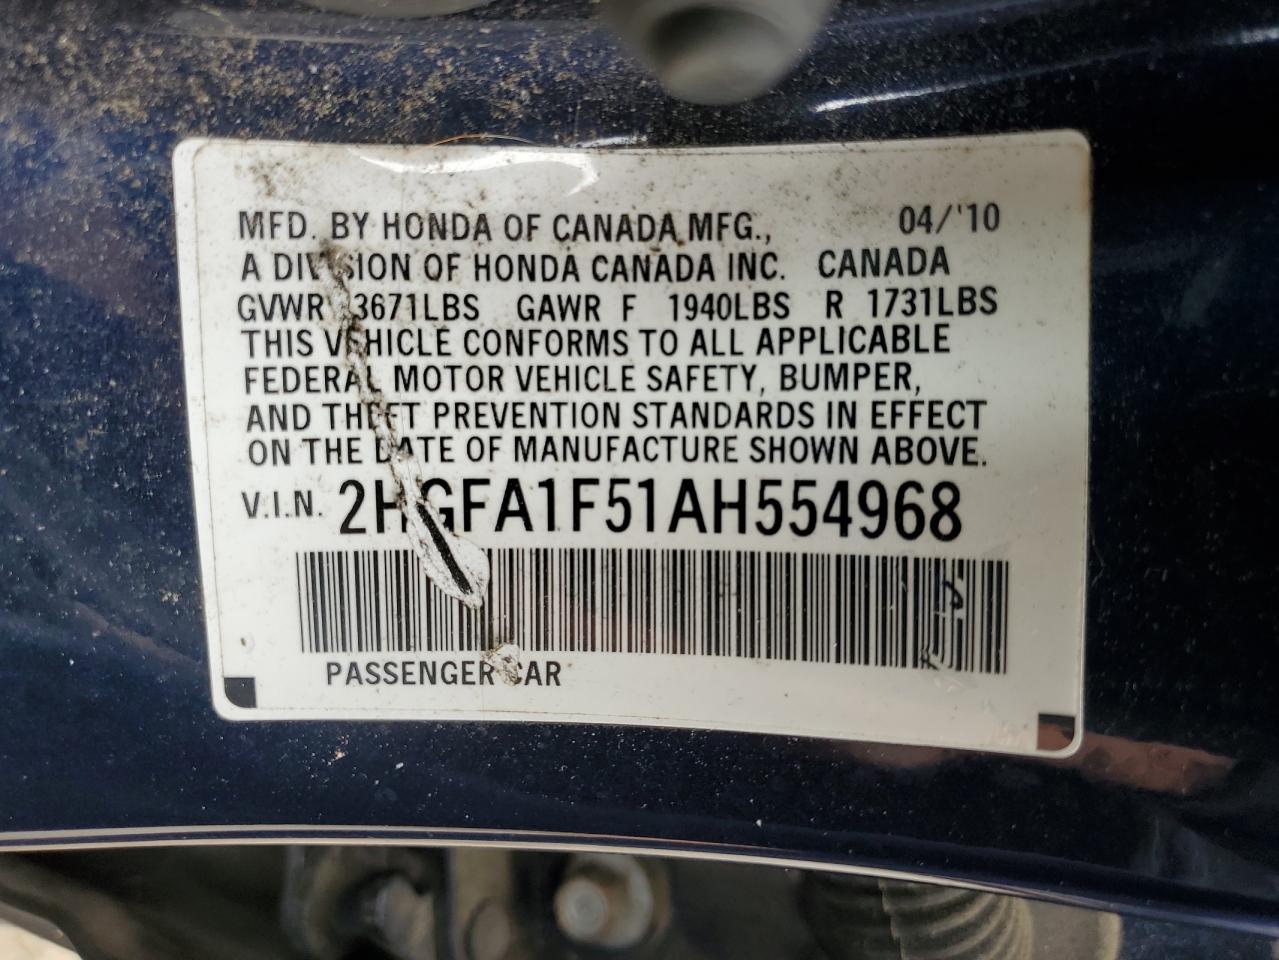 MFD. BY HONDA OF CANADA MFG., 04/'10
A DIVISION OF HONDA CANADA INC. CANADA
GVWR 3671LBS GAWR F 1940LBS R 1731LBS
THIS VEHICLE CONFORMS TO ALL APPLICABLE
FEDERAL MOTOR VEHICLE SAFETY, BUMPER,
AND THEFT PREVENTION STANDARDS IN EFFECT
ON THE DATE OF MANUFACTURE SHOWN ABOVE.
V.I.N. 2HGFA1F51AH554968
PASSENGER CAR